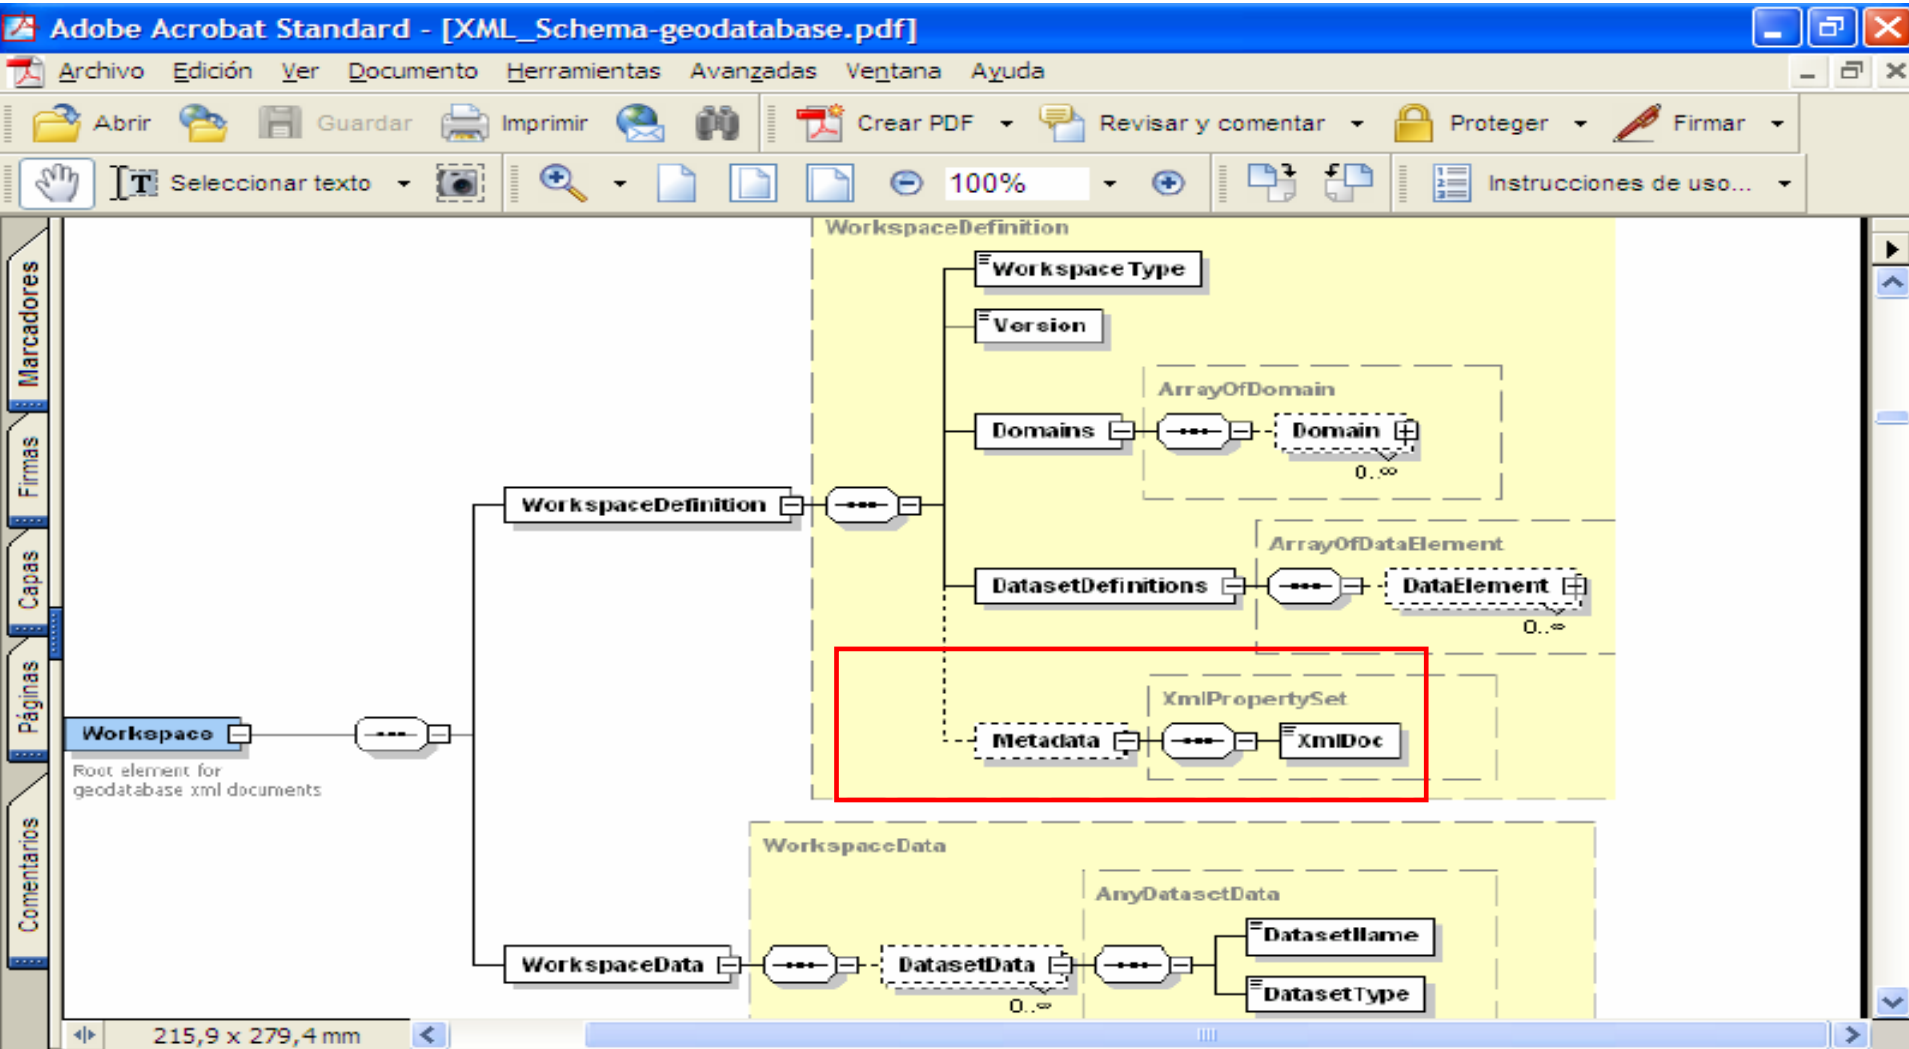 Adobe Acrobat Standard - [XML_Schema-geodatabase.pdf]
Archivo Edición Ver Documento Herramientas Avanzadas Ventana Ayuda
Abrir Guardar Imprimir Crear PDF Revisar y comentar Proteger Firmar
Seleccionar texto 100% Instrucciones de uso...
Marcadores
Firmas
Capas
Páginas
Comentarios
WorkspaceDefinition
WorkspaceType
Version
ArrayOfDomain
Domains
Domain
0..∞
WorkspaceDefinition
ArrayOfDataElement
DatasetDefinitions
DataElement
0..∞
XmlPropertySet
Metadata
XmlDoc
Workspace
Root element for
geodatabase xml documents
WorkspaceData
AnyDatasetData
DatasetName
WorkspaceData
DatasetData
0..∞
DatasetType
215,9 x 279,4 mm